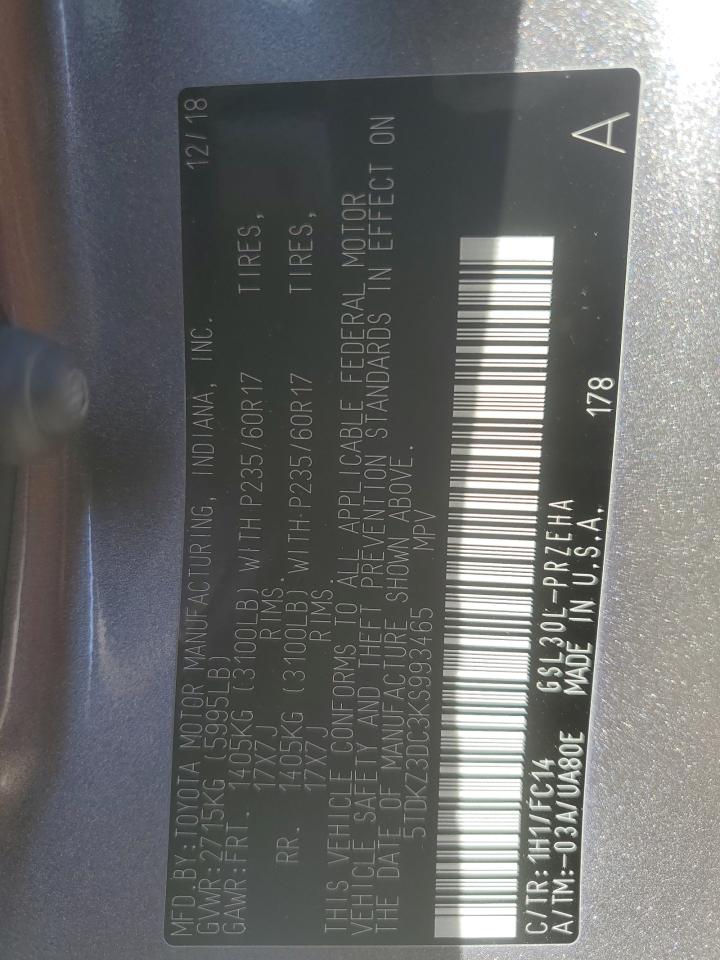 MFD.BY:TOYOTA MOTOR MANUFACTURING, INDIANA, INC. 12/18
GVWR:2715KG (5995LB)
GAWR:FRT. 1405KG (3100LB) WITH P235/60R17 TIRES,
17X7J RIMS.
RR. 1405KG (3100LB) WITH P235/60R17 TIRES,
17X7J RIMS.
THIS VEHICLE CONFORMS TO ALL APPLICABLE FEDERAL MOTOR
VEHICLE SAFETY AND THEFT PREVENTION STANDARDS IN EFFECT ON
THE DATE OF MANUFACTURE SHOWN ABOVE.
5TDKZ3DC3KS993465 MPV
C/TR:1H1/FC14 GSL30L-PRZEHA
A/TM:-03A/UA80E MADE IN U.S.A. 178 A